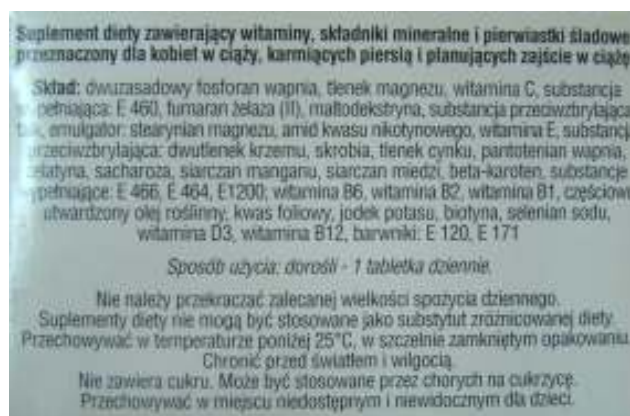 Suplement diety zawierający witaminy, składniki mineralne i pierwiastki śladowe
przeznaczony dla kobiet w ciąży, karmiących piersią i planujących zajście w ciążę
Skład: dwuzasadowy fosforan wapnia, tlenek magnezu, witamina C, substancja
wypełniająca: E 460, fumaran żelaza (II), maltodekstryna, substancja przeciwzbrylająca:
talk, emulgator: stearynian magnezu, amid kwasu nikotynowego, witamina E, substancja
przeciwzbrylająca: dwutlenek krzemu, skrobia, tlenek cynku, pantotenian wapnia,
żelatyna, sacharoza, siarczan manganu, siarczan miedzi, beta-karoten, substancje
wypełniające: E 466, E 464, E1200; witamina B6, witamina B2, witamina B1, częściowo
utwardzony olej roślinny, kwas foliowy, jodek potasu, biotyna, selenian sodu,
witamina D3, witamina B12, barwniki: E 120, E 171
Sposób użycia: dorośli - 1 tabletka dziennie.
Nie należy przekraczać zalecanej wielkości spożycia dziennego.
Suplementy diety nie mogą być stosowane jako substytut zróżnicowanej diety.
Przechowywać w temperaturze poniżej 25°C, w szczelnie zamkniętym opakowaniu.
Chronić przed światłem i wilgocią.
Nie zawiera cukru. Może być stosowane przez chorych na cukrzycę.
Przechowywać w miejscu niedostępnym i niewidocznym dla dzieci.